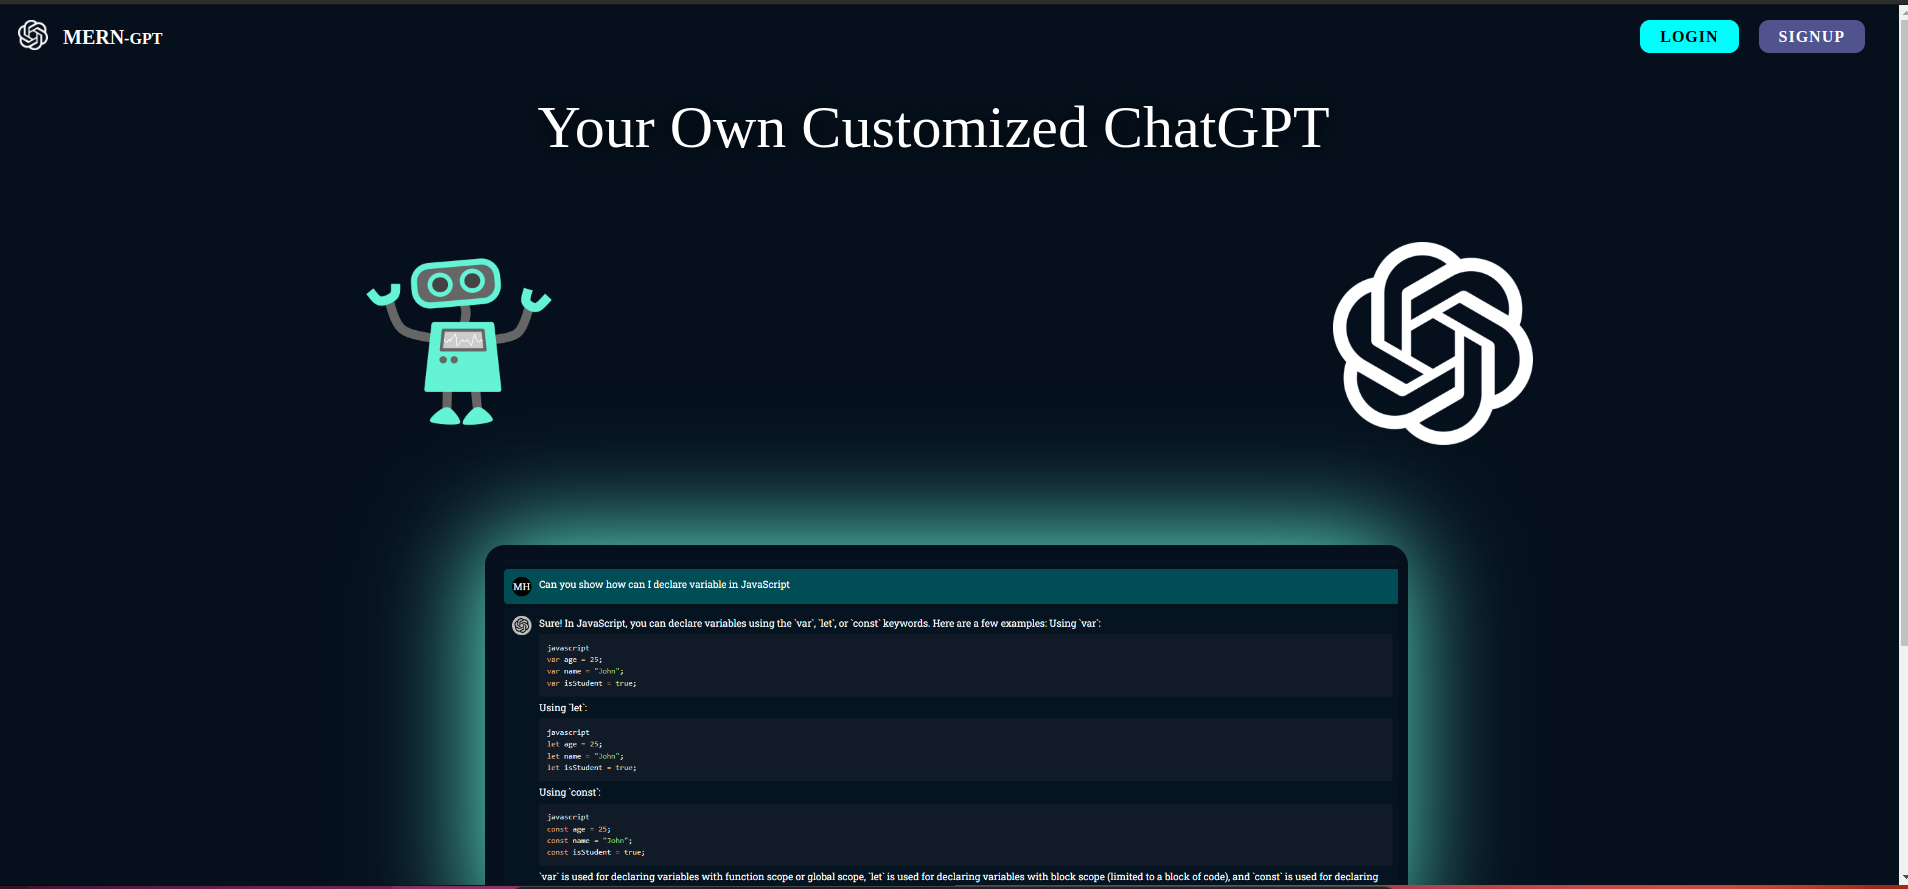 MERN-GPT
LOGIN
SIGNUP
Your Own Customized ChatGPT
MH
Can you show how can I declare variable in JavaScript
Sure! In JavaScript, you can declare variables using the `var`, `let`, or `const` keywords. Here are a few examples: Using `var`:
javascript
var age = 25;
var name = "John";
var isStudent = true;
Using `let`:
javascript
let age = 25;
let name = "John";
let isStudent = true;
Using `const`:
javascript
const age = 25;
const name = "John";
const isStudent = true;
`var` is used for declaring variables with function scope or global scope, `let` is used for declaring variables with block scope (limited to a block of code), and `const` is used for declaring